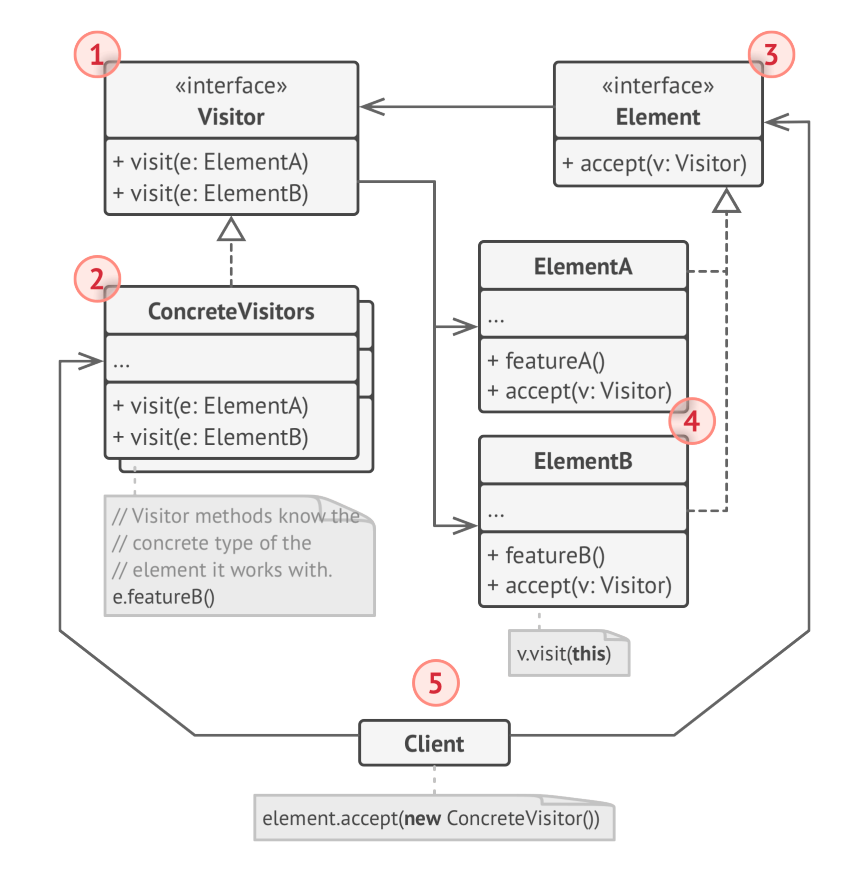 1
«interface»
Visitor
+ visit(e: ElementA)
+ visit(e: ElementB)
3
«interface»
Element
+ accept(v: Visitor)
2
ConcreteVisitors
...
+ visit(e: ElementA)
+ visit(e: ElementB)
// Visitor methods know the
// concrete type of the
// element it works with.
e.featureB()
ElementA
...
+ featureA()
+ accept(v: Visitor)
4
ElementB
...
+ featureB()
+ accept(v: Visitor)
v.visit(this)
5
Client
element.accept(new ConcreteVisitor())